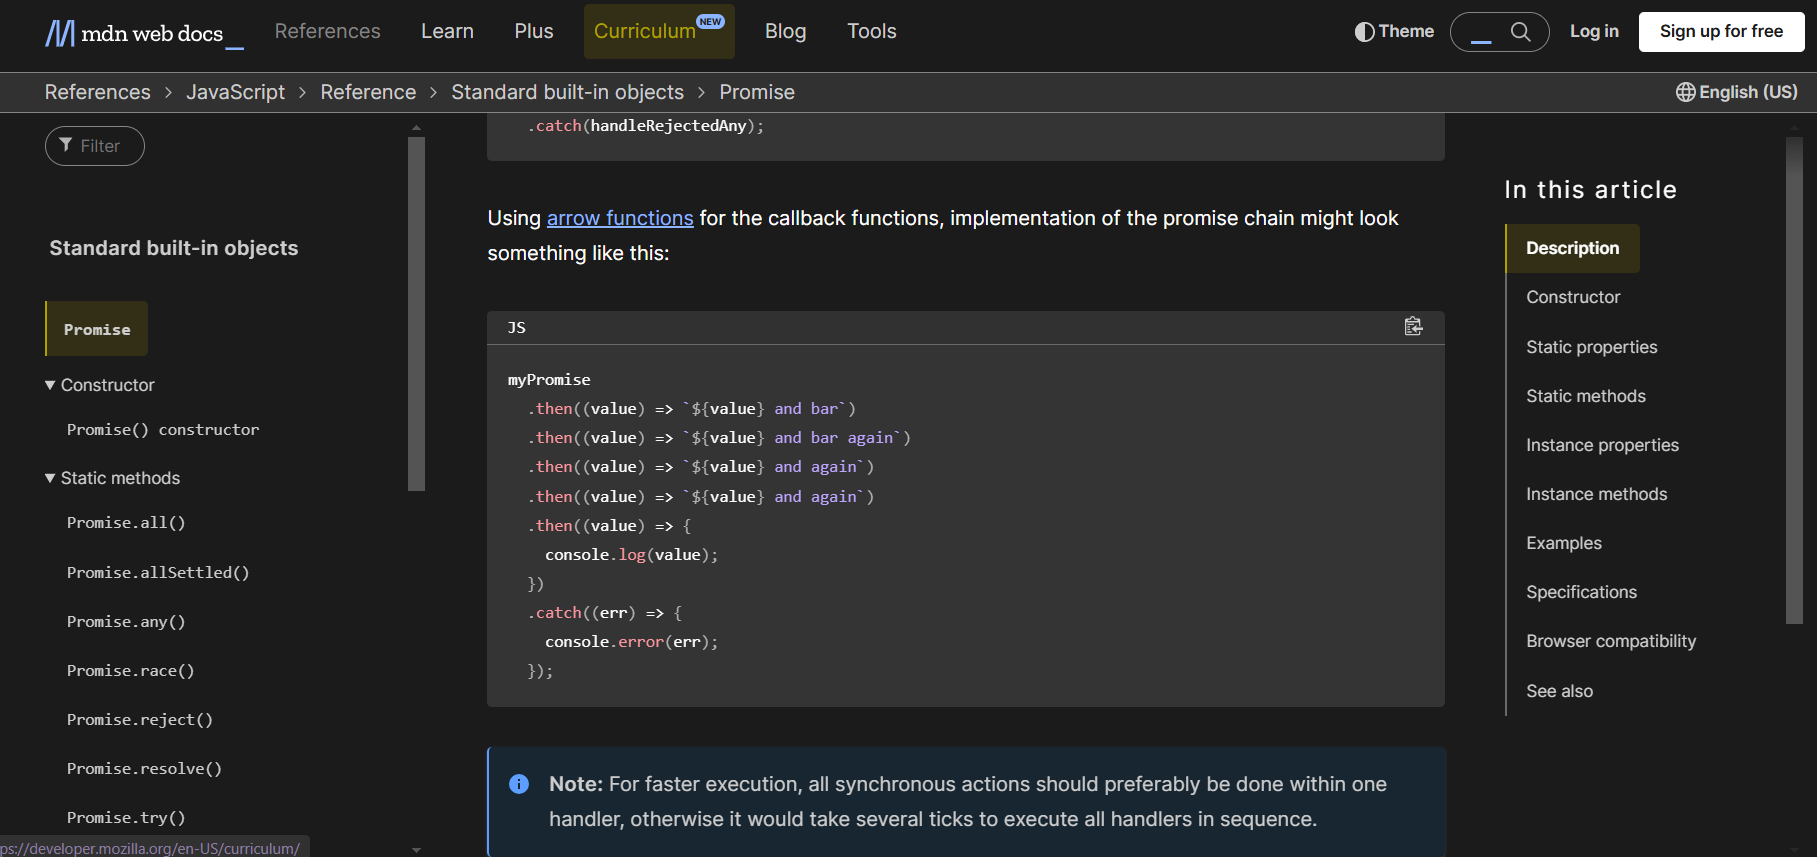 mdn web docs_
References
Learn
Plus
Curriculum NEW
Blog
Tools
Theme
Log in
Sign up for free
References > JavaScript > Reference > Standard built-in objects > Promise
English (US)
Filter
Standard built-in objects
Promise
▼ Constructor
Promise() constructor
▼ Static methods
Promise.all()
Promise.allSettled()
Promise.any()
Promise.race()
Promise.reject()
Promise.resolve()
Promise.try()
ps://developer.mozilla.org/en-US/curriculum/
.catch(handleRejectedAny);
Using arrow functions for the callback functions, implementation of the promise chain might look
something like this:
JS
myPromise
  .then((value) => `${value} and bar`)
  .then((value) => `${value} and bar again`)
  .then((value) => `${value} and again`)
  .then((value) => `${value} and again`)
  .then((value) => {
    console.log(value);
  })
  .catch((err) => {
    console.error(err);
  });
Note: For faster execution, all synchronous actions should preferably be done within one
handler, otherwise it would take several ticks to execute all handlers in sequence.
In this article
Description
Constructor
Static properties
Static methods
Instance properties
Instance methods
Examples
Specifications
Browser compatibility
See also